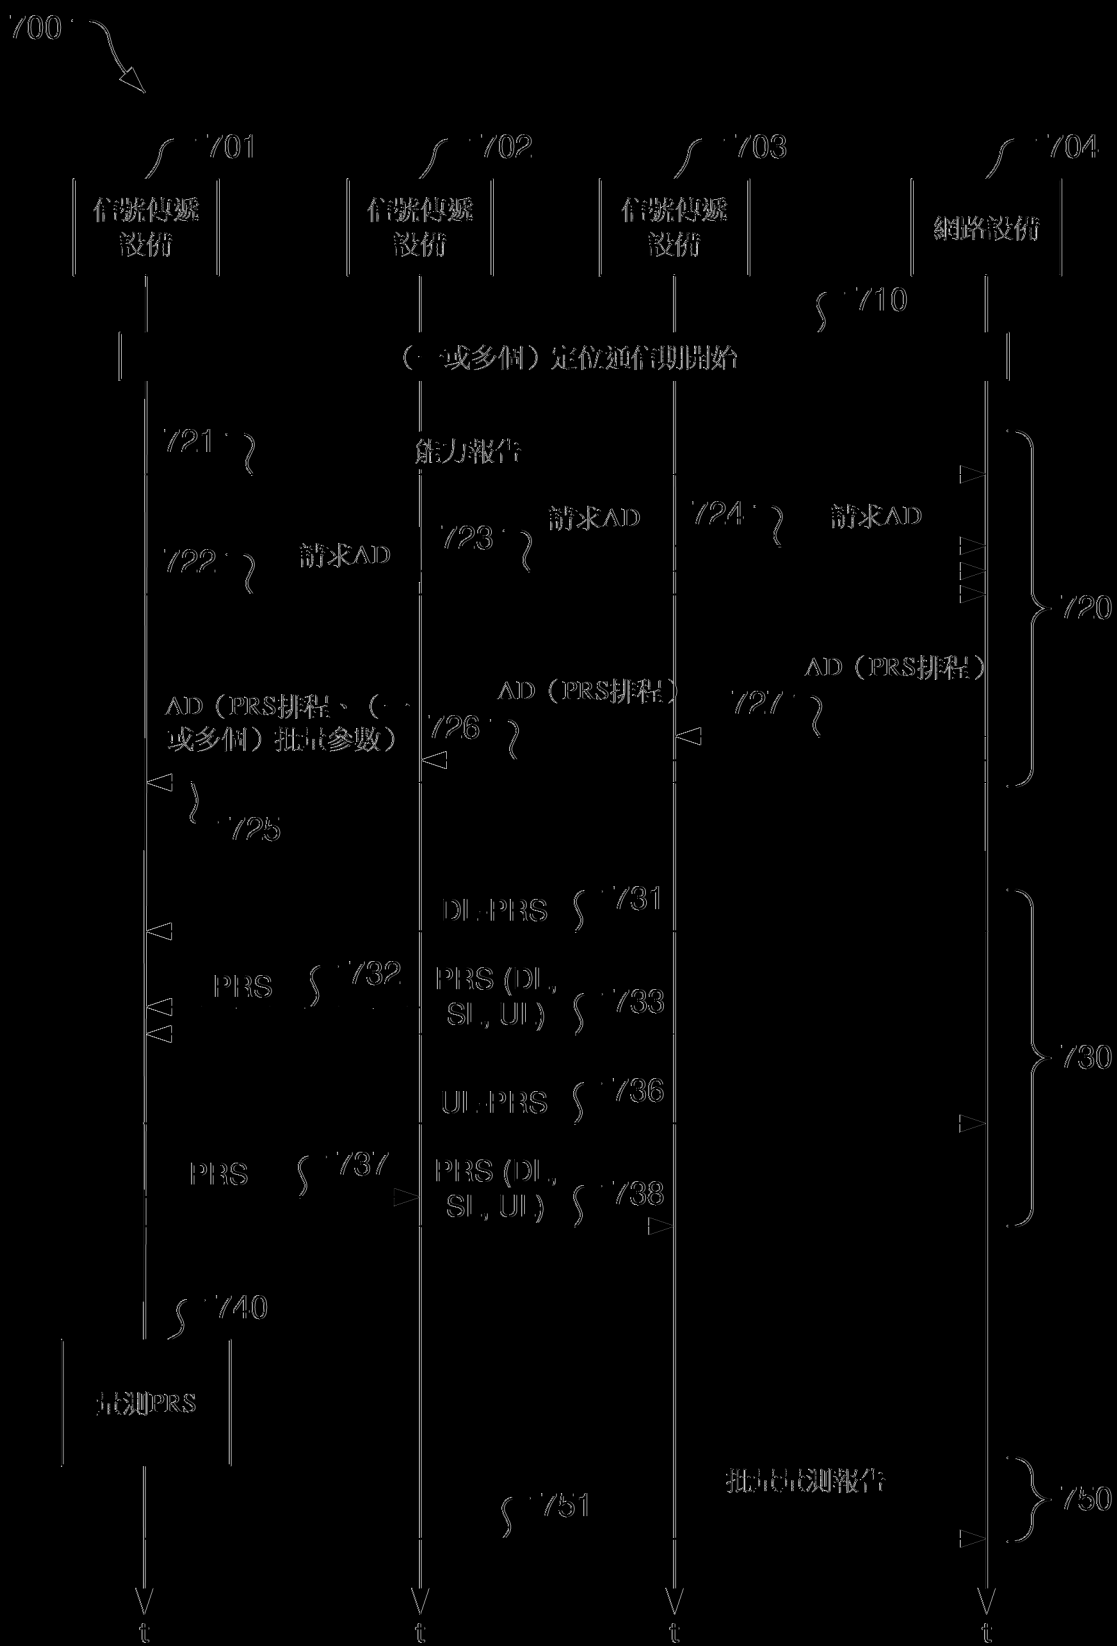 700
701
702
703
704
信號傳遞
設備
信號傳遞
設備
信號傳遞
設備
網路設備
710
(一或多個)定位通信期開始
721
能力報告
724
請求AD
723
請求AD
722
請求AD
720
AD(PRS排程)
727
AD(PRS排程)
726
AD(PRS排程、(一
或多個)批量參數)
725
DL-PRS
731
PRS
732
PRS (DL,
SL, UL)
733
730
UL-PRS
736
PRS
737
PRS (DL,
SL, UL)
738
740
量測PRS
批量量測報告
751
750
t
t
t
t